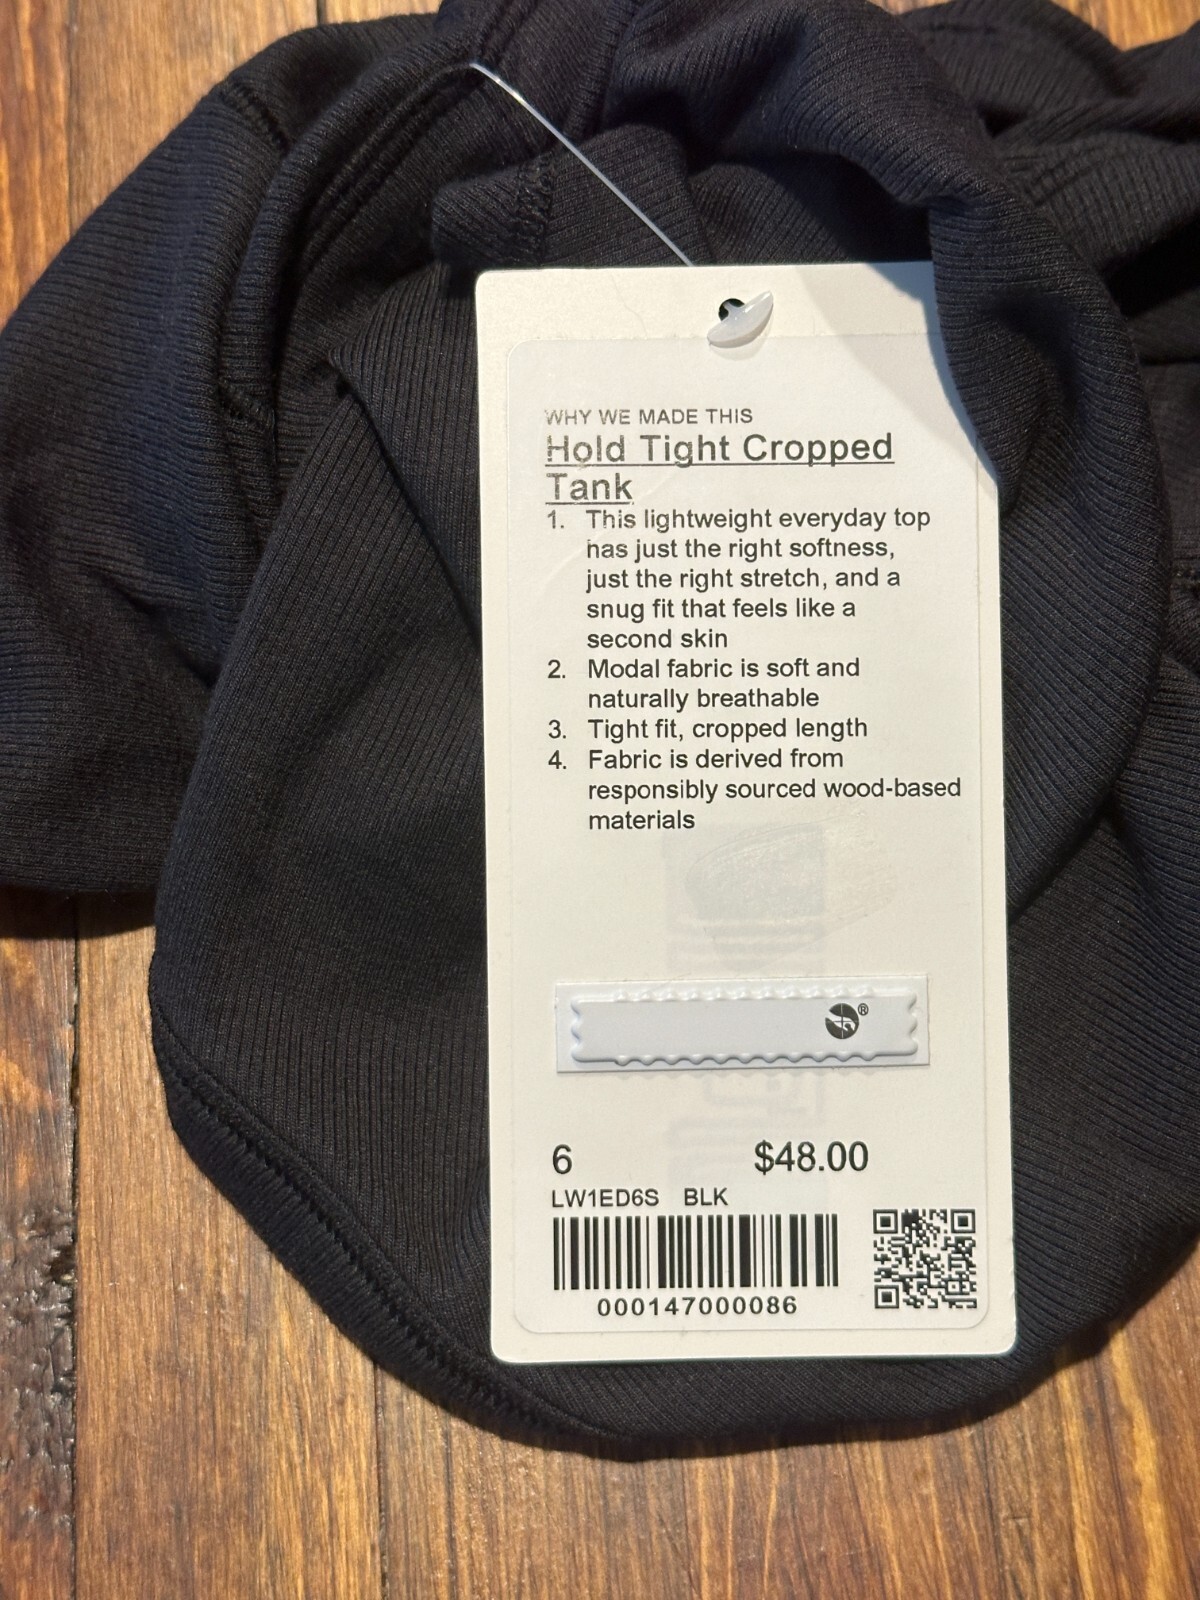 WHY WE MADE THIS
Hold Tight Cropped
Tank
1. This lightweight everyday top
has just the right softness,
just the right stretch, and a
snug fit that feels like a
second skin
2. Modal fabric is soft and
naturally breathable
3. Tight fit, cropped length
4. Fabric is derived from
responsibly sourced wood-based
materials
®
6 $48.00
LW1ED6S BLK
000147000086